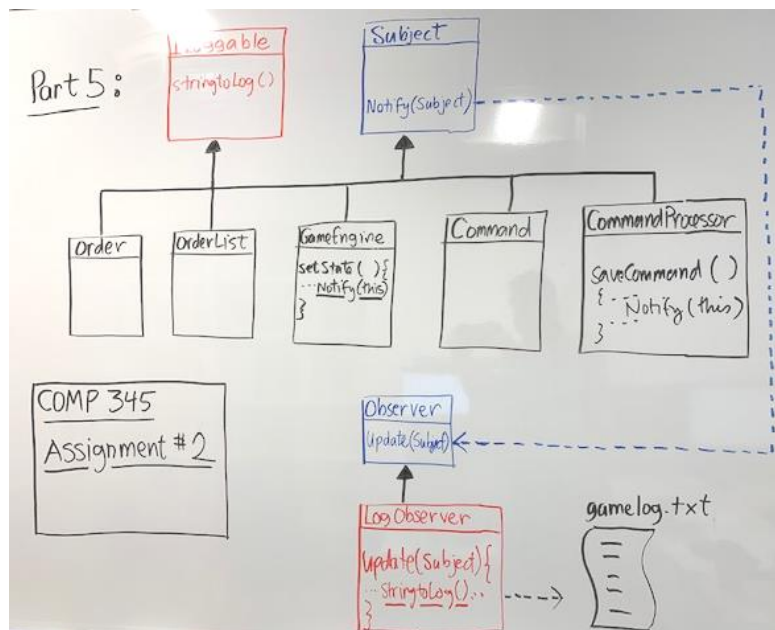 Part 5:
stringtoLog()
Subject
Notify(Subject)
Order
OrderList
GameEngine
setState( ){
...Notify(this)
}
Command
CommandProcessor
saveCommand( )
{ ...
Notify(this)
...
}
COMP 345
Assignment #2
Observer
Update(Subject)
LogObserver
Update(Subject){
...stringtoLog()...
}
gamelog.txt